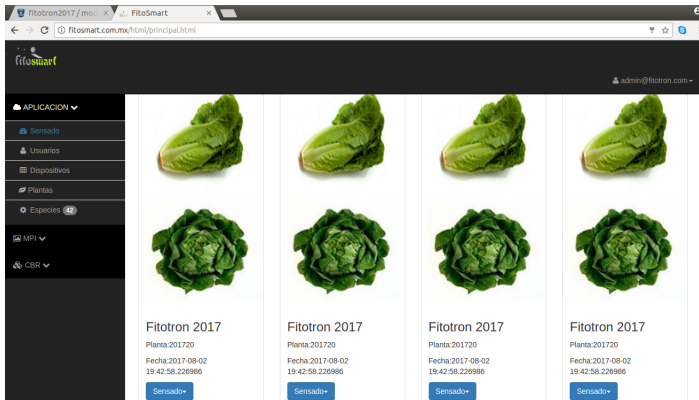 fitotron2017 / mod
FitoSmart
fitosmart.com.mx/html/principal.html
fitosmart
admin@fitotron.com
APLICACION
Sensado
Usuarios
Dispositivos
Plantas
Especies 42
MPI
CBR
Fitotron 2017
Planta:201720
Fecha:2017-08-02
19:42:58.226986
Sensado
Fitotron 2017
Planta:201720
Fecha:2017-08-02
19:42:58.226986
Sensado
Fitotron 2017
Planta:201720
Fecha:2017-08-02
19:42:58.226986
Sensado
Fitotron 2017
Planta:201720
Fecha:2017-08-02
19:42:58.226986
Sensado